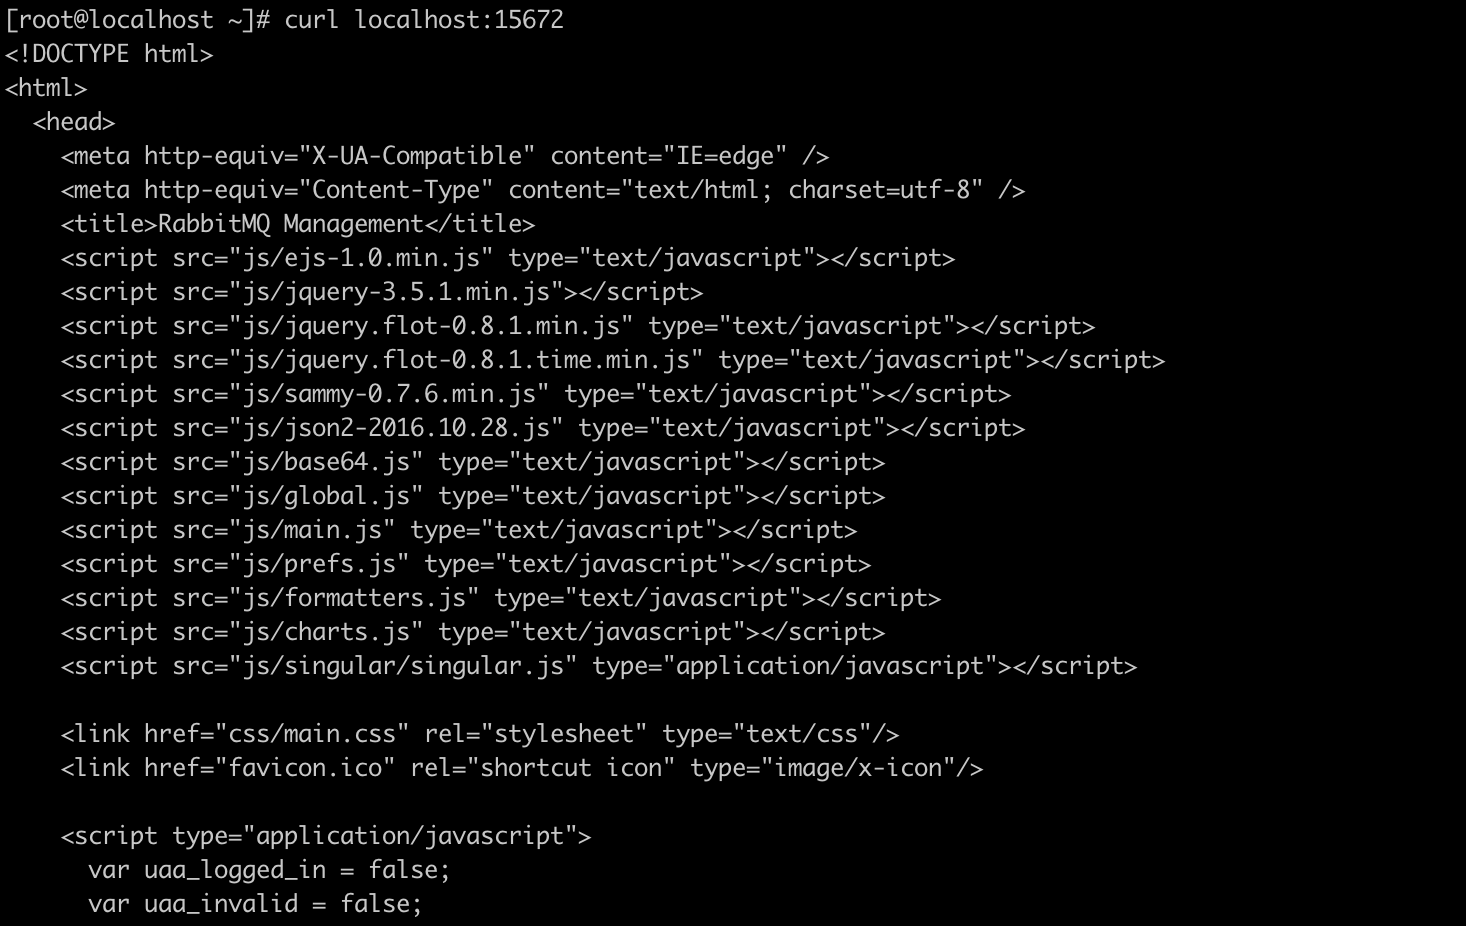 [root@localhost ~]# curl localhost:15672
<!DOCTYPE html>
<html>
  <head>
    <meta http-equiv="X-UA-Compatible" content="IE=edge" />
    <meta http-equiv="Content-Type" content="text/html; charset=utf-8" />
    <title>RabbitMQ Management</title>
    <script src="js/ejs-1.0.min.js" type="text/javascript"></script>
    <script src="js/jquery-3.5.1.min.js"></script>
    <script src="js/jquery.flot-0.8.1.min.js" type="text/javascript"></script>
    <script src="js/jquery.flot-0.8.1.time.min.js" type="text/javascript"></script>
    <script src="js/sammy-0.7.6.min.js" type="text/javascript"></script>
    <script src="js/json2-2016.10.28.js" type="text/javascript"></script>
    <script src="js/base64.js" type="text/javascript"></script>
    <script src="js/global.js" type="text/javascript"></script>
    <script src="js/main.js" type="text/javascript"></script>
    <script src="js/prefs.js" type="text/javascript"></script>
    <script src="js/formatters.js" type="text/javascript"></script>
    <script src="js/charts.js" type="text/javascript"></script>
    <script src="js/singular/singular.js" type="application/javascript"></script>

    <link href="css/main.css" rel="stylesheet" type="text/css"/>
    <link href="favicon.ico" rel="shortcut icon" type="image/x-icon"/>

    <script type="application/javascript">
      var uaa_logged_in = false;
      var uaa_invalid = false;